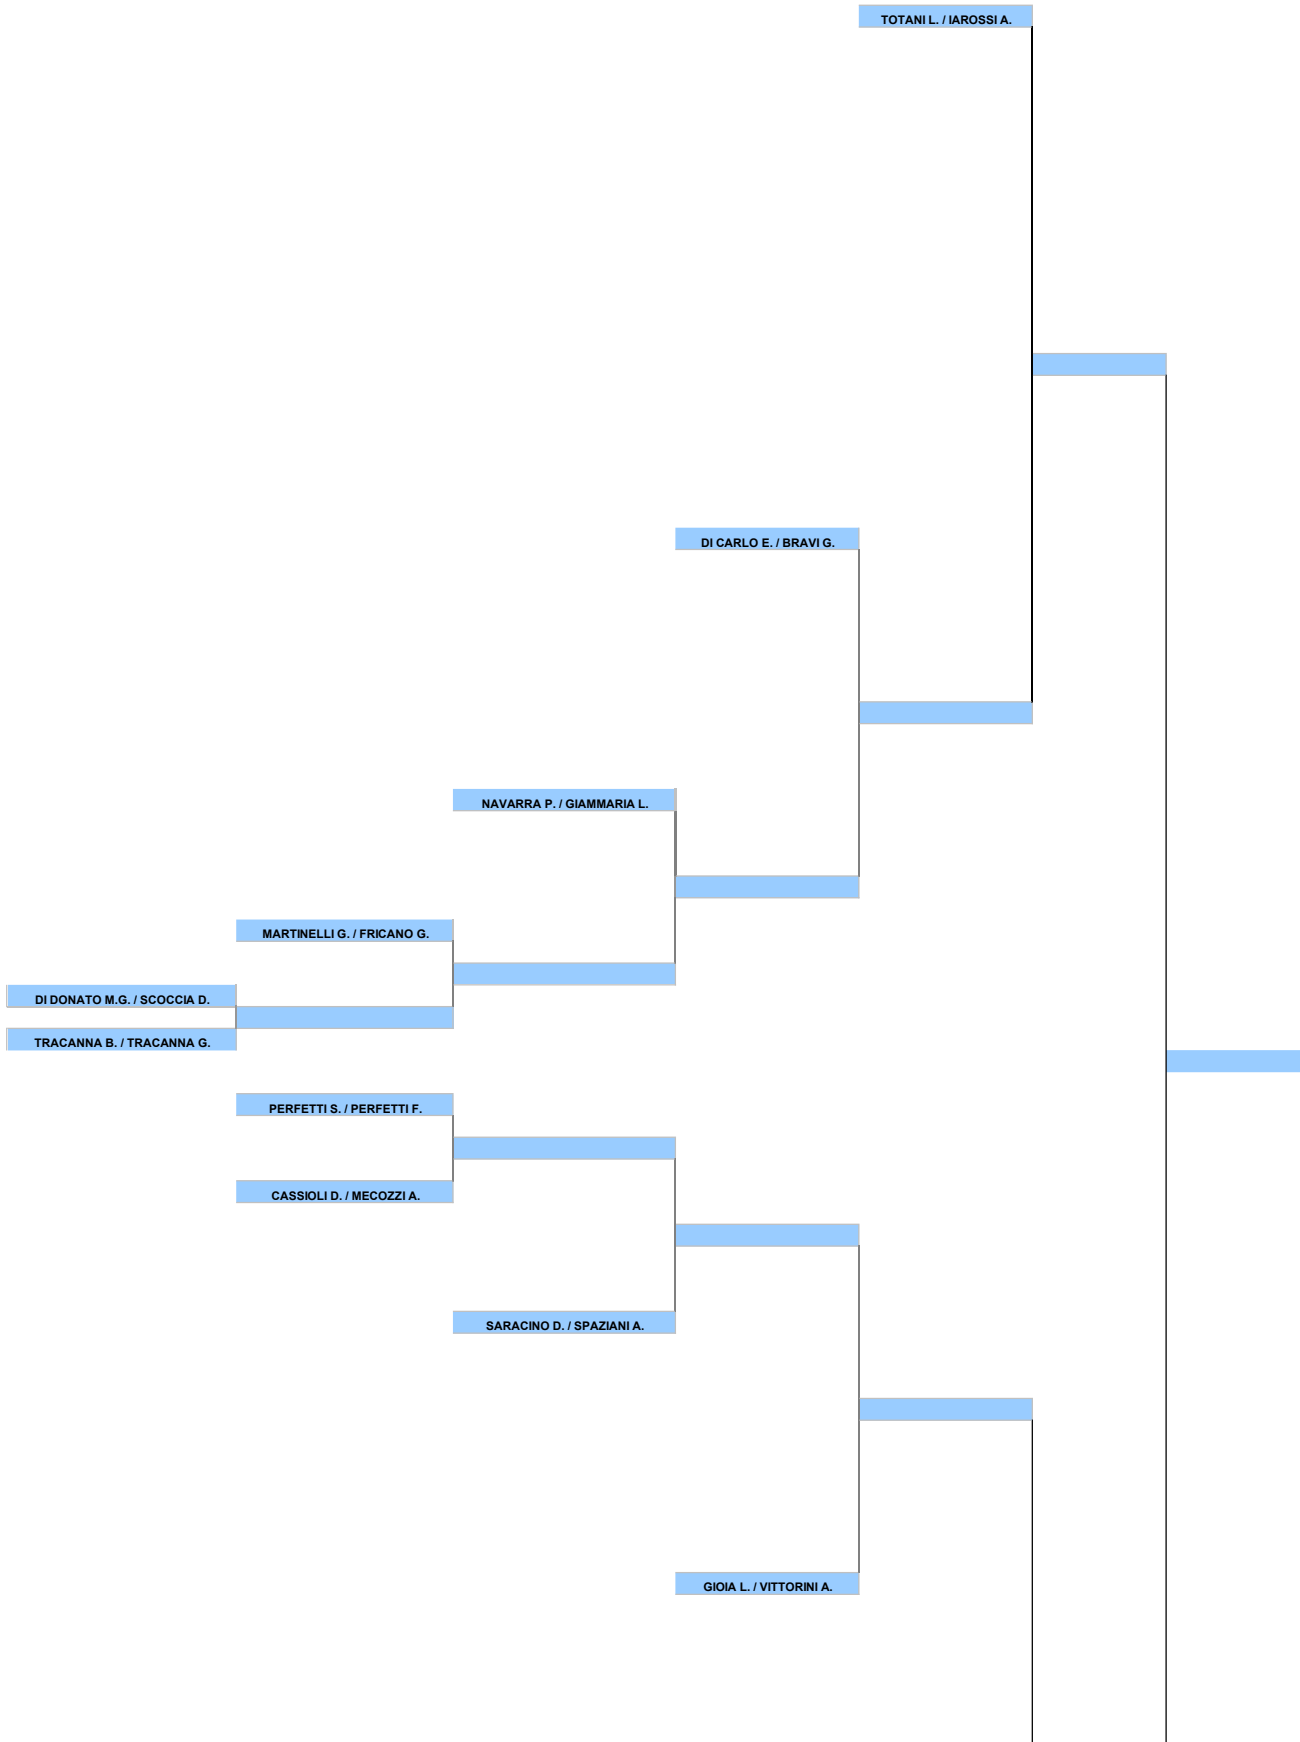 TOTANI L. / IAROSSI A.
DI CARLO E. / BRAVI G.
NAVARRA P. / GIAMMARIA L.
MARTINELLI G. / FRICANO G.
DI DONATO M.G. / SCOCCIA D.
TRACANNA B. / TRACANNA G.
PERFETTI S. / PERFETTI F.
CASSIOLI D. / MECOZZI A.
SARACINO D. / SPAZIANI A.
GIOIA L. / VITTORINI A.